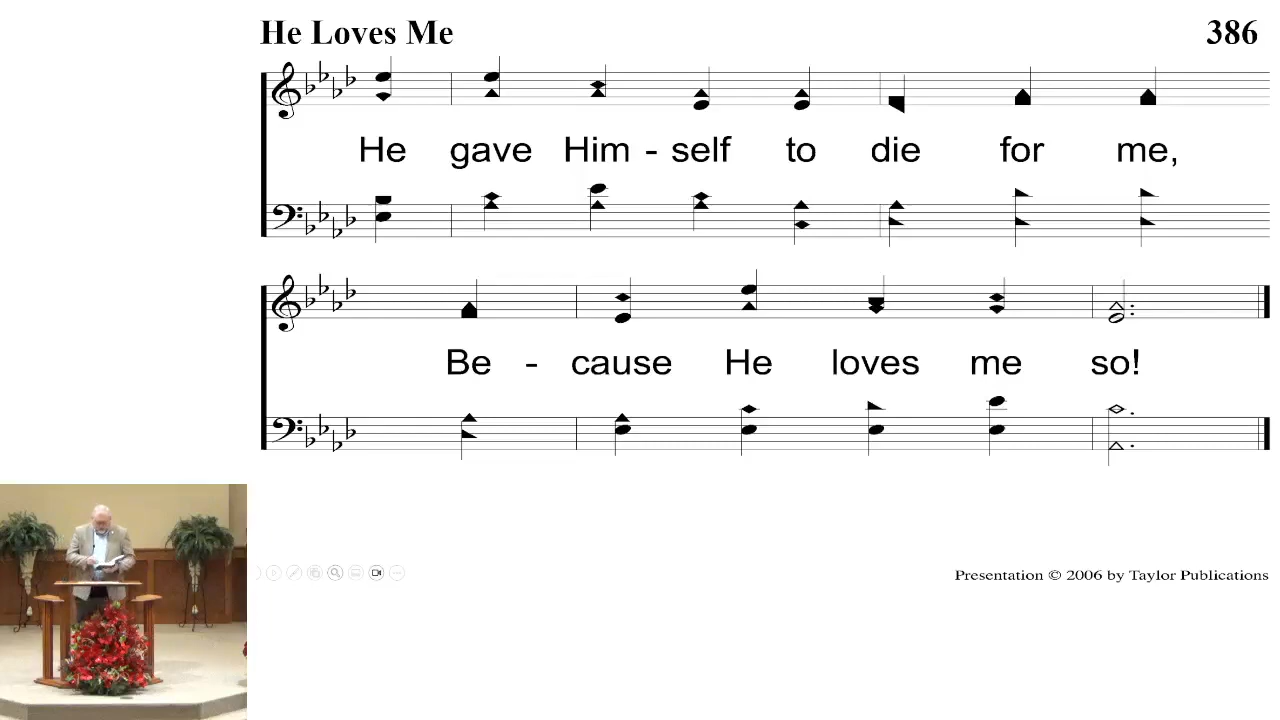 He Loves Me 386
He gave Him - self to die for me,
Be - cause He loves me so!
Presentation © 2006 by Taylor Publications